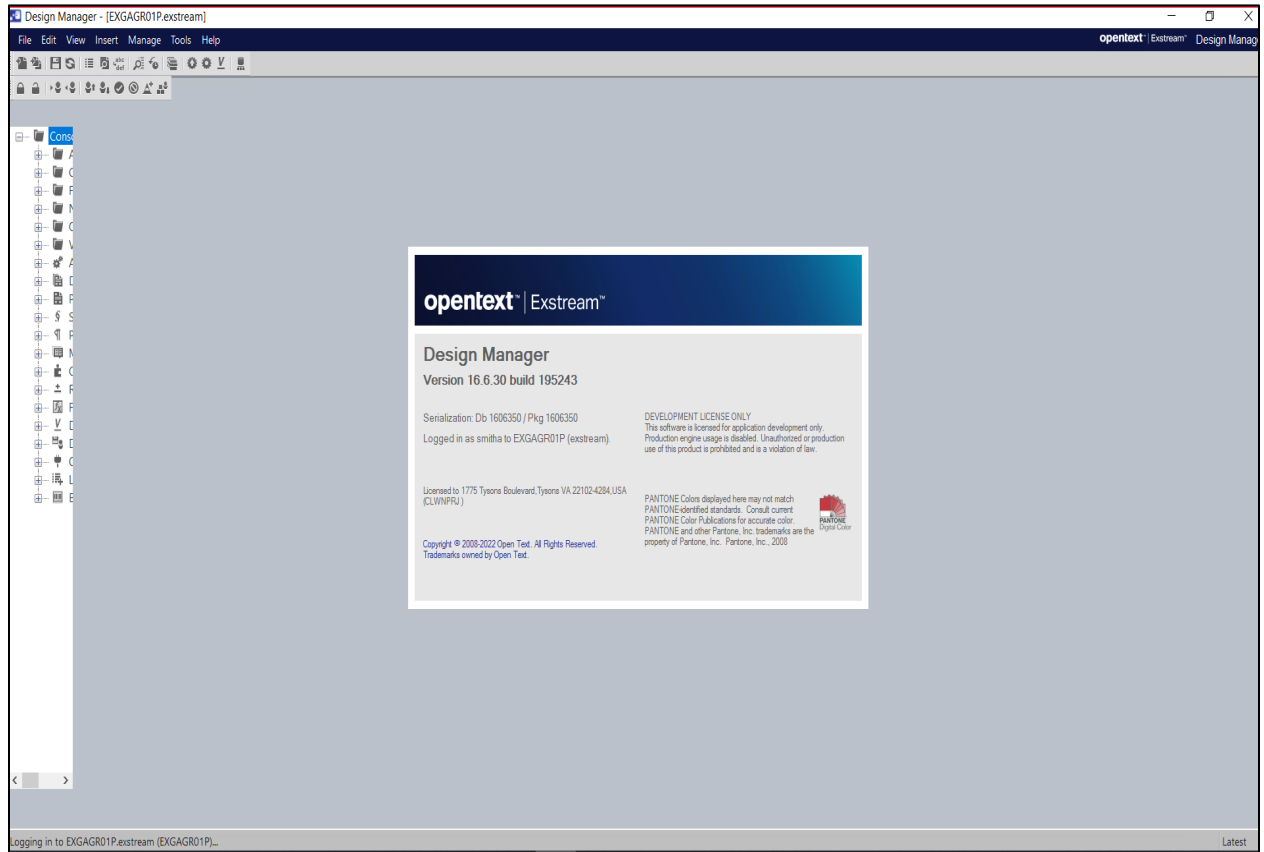 Design Manager - [EXGAGR01P.exstream]
File Edit View Insert Manage Tools Help
opentext™ | Exstream™ Design Manag
Conso
A
C
F
N
C
V
A
D
P
S
P
M
C
R
F
V D
D
C
L
E
opentext™ | Exstream™
Design Manager
Version 16.6.30 build 195243
Serialization: Db 1606350 / Pkg 1606350
Logged in as smitha to EXGAGR01P (exstream).
DEVELOPMENT LICENSE ONLY
This software is licensed for application development only.
Production engine usage is disabled. Unauthorized or production
use of this product is prohibited and is a violation of law.
Licensed to 1775 Tysons Boulevard,Tysons VA 22102-4284,USA
(CLWNPRJ )
PANTONE Colors displayed here may not match
PANTONE-identified standards. Consult current
PANTONE Color Publications for accurate color.
PANTONE and other Pantone, Inc. trademarks are the
property of Pantone, Inc. Pantone, Inc., 2008
PANTONE
Digital Color
Copyright © 2008-2022 Open Text. All Rights Reserved.
Trademarks owned by Open Text.
Logging in to EXGAGR01P.exstream (EXGAGR01P)...
Latest